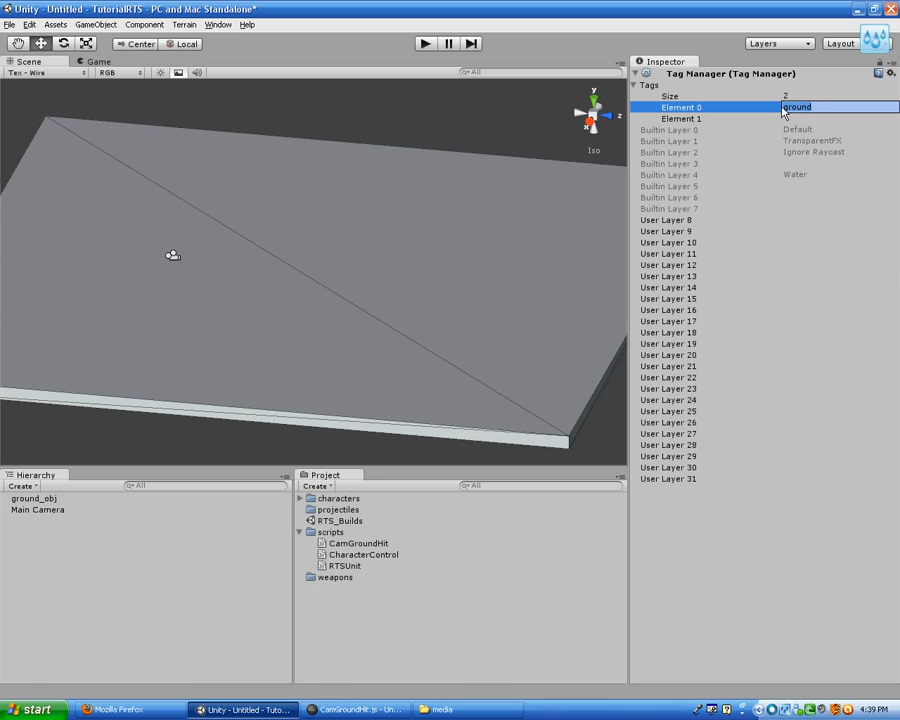 Unity - Untitled - TutorialRTS - PC and Mac Standalone*
File Edit Assets GameObject Component Terrain Window Help
Center Local Layers Layout
Scene Game
Tex - Wire RGB All
y
z
x
Iso
Inspector
Tag Manager (Tag Manager)
Tags
Size 2
Element 0 ground
Element 1
Builtin Layer 0 Default
Builtin Layer 1 TransparentFX
Builtin Layer 2 Ignore Raycast
Builtin Layer 3
Builtin Layer 4 Water
Builtin Layer 5
Builtin Layer 6
Builtin Layer 7
User Layer 8
User Layer 9
User Layer 10
User Layer 11
User Layer 12
User Layer 13
User Layer 14
User Layer 15
User Layer 16
User Layer 17
User Layer 18
User Layer 19
User Layer 20
User Layer 21
User Layer 22
User Layer 23
User Layer 24
User Layer 25
User Layer 26
User Layer 27
User Layer 28
User Layer 29
User Layer 30
User Layer 31
Hierarchy
Create All
ground_obj
Main Camera
Project
Create All
characters
projectiles
RTS_Builds
scripts
CamGroundHit
CharacterControl
RTSUnit
weapons
start Mozilla Firefox Unity - Untitled - Tuto... CamGroundHit.js - Un... media 4:39 PM